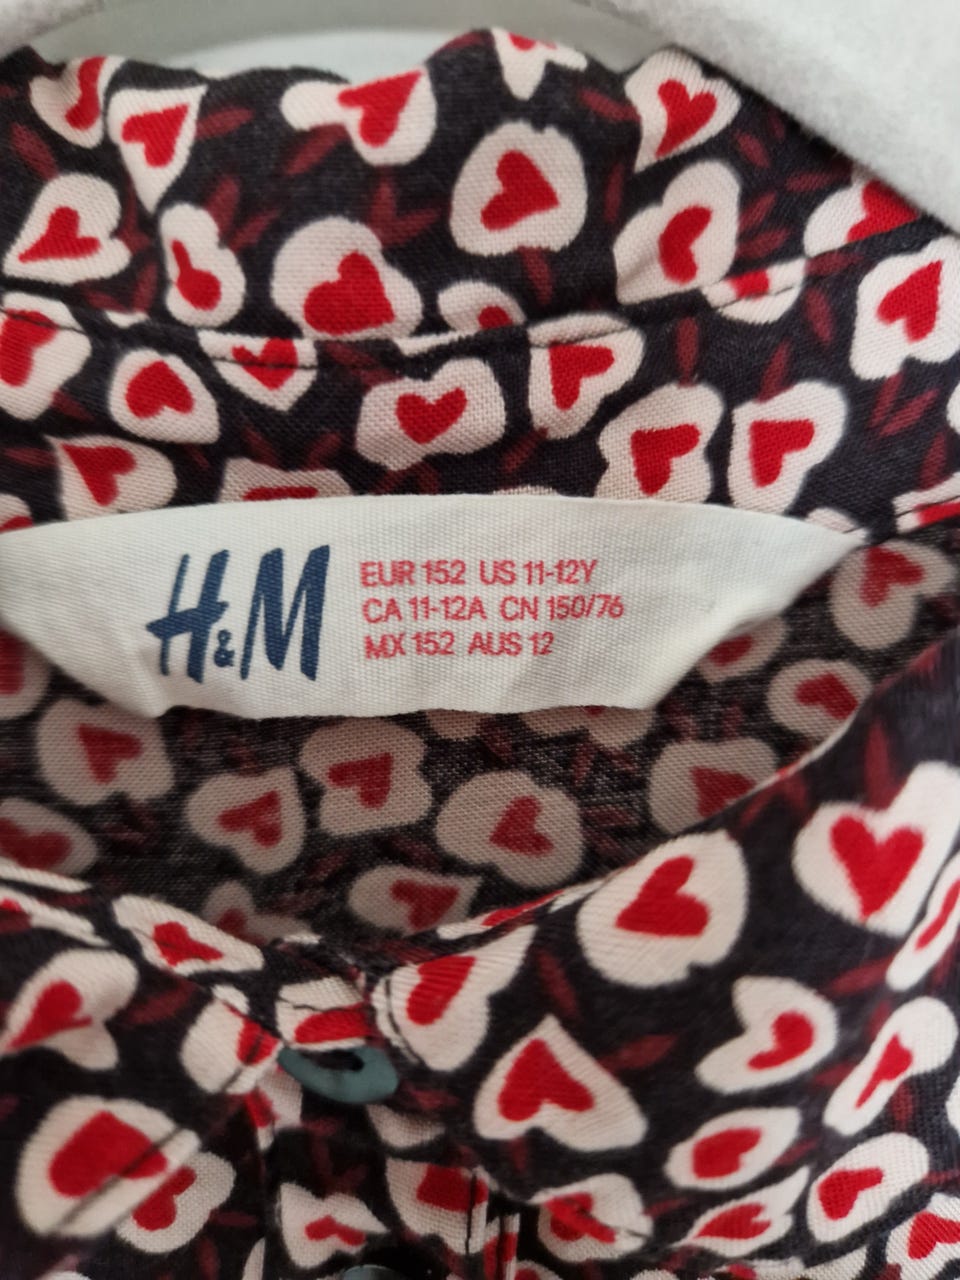 H&M
EUR 152 US 11-12Y
CA 11-12A CN 150/76
MX 152 AUS 12